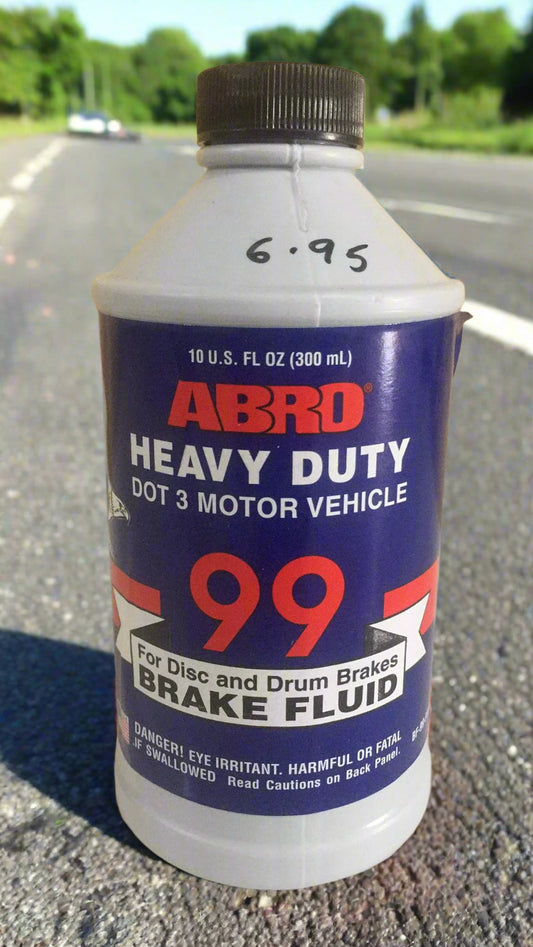 6.95
10 U.S. FL OZ (300 mL)
ABRO®
HEAVY DUTY
DOT 3 MOTOR VEHICLE
99
For Disc and Drum Brakes
BRAKE FLUID
DANGER! EYE IRRITANT. HARMFUL OR FATAL
IF SWALLOWED Read Cautions on Back Panel.